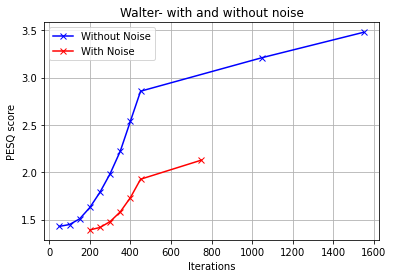 Walter- with and without noise
Without Noise
With Noise
PESQ score
3.5
3.0
2.5
2.0
1.5
0 200 400 600 800 1000 1200 1400 1600
Iterations